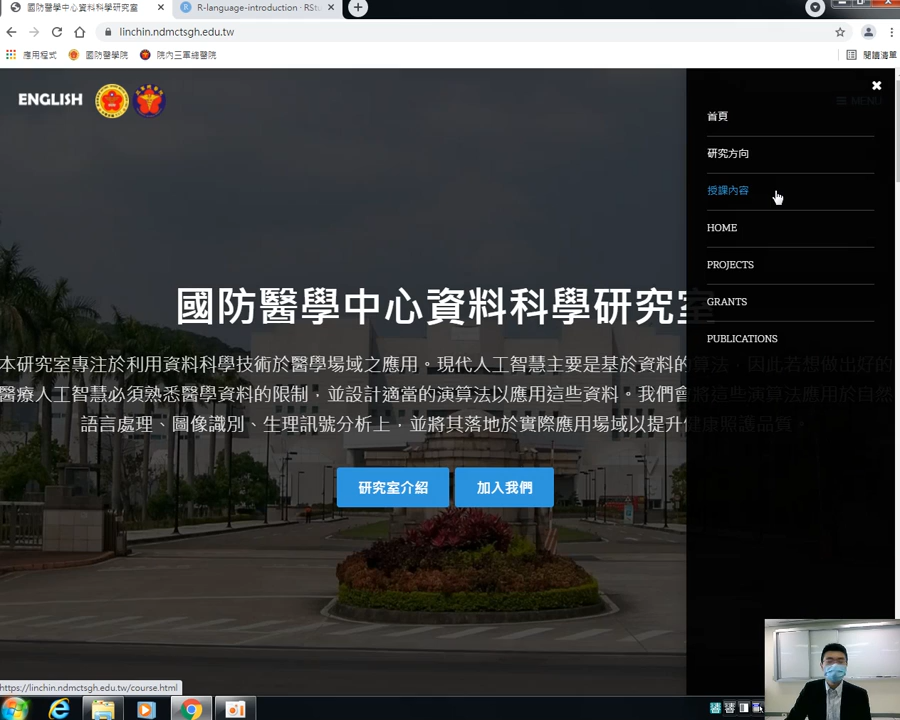 國防醫學中心資料科學研究室
R-language-introduction · RStu
linchin.ndmctsgh.edu.tw
應用程式
國防醫學院
院內三軍總醫院
閱讀清單
ENGLISH
MENU
首頁
研究方向
授課內容
HOME
PROJECTS
GRANTS
PUBLICATIONS
國防醫學中心資料科學研究室
本研究室專注於利用資料科學技術於醫學場域之應用。現代人工智慧主要是基於資料的算法，因此若想做出好的
醫療人工智慧必須熟悉醫學資料的限制，並設計適當的演算法以應用這些資料。我們會將這些演算法應用於自然
語言處理、圖像識別、生理訊號分析上，並將其落地於實際應用場域以提升健康照護品質。
研究室介紹
加入我們
https://linchin.ndmctsgh.edu.tw/course.html